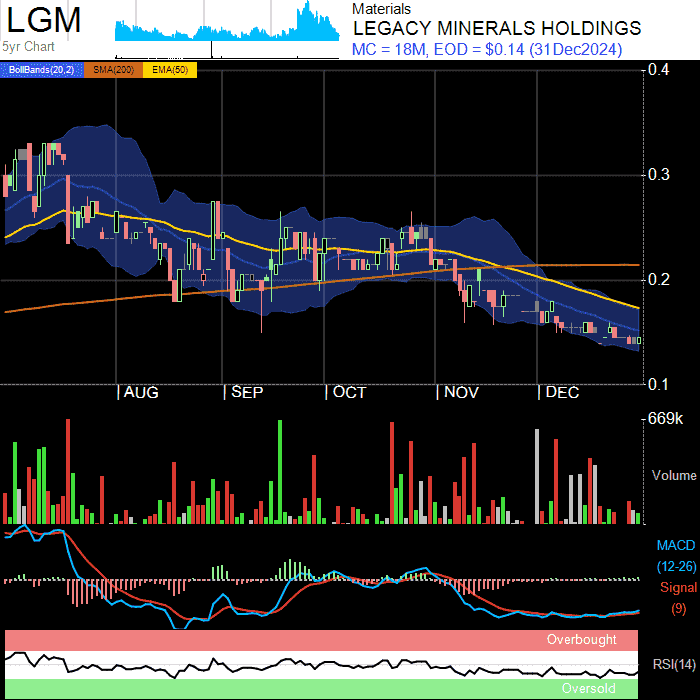 LGM
5yr Chart
Materials
LEGACY MINERALS HOLDINGS
MC = 18M, EOD = $0.14 (31Dec2024)
BollBands(20,2) SMA(200) EMA(50)
0.4
0.3
0.2
0.1
AUG SEP OCT NOV DEC
669k
Volume
MACD
(12-26)
Signal
(9)
Overbought
RSI(14)
Oversold